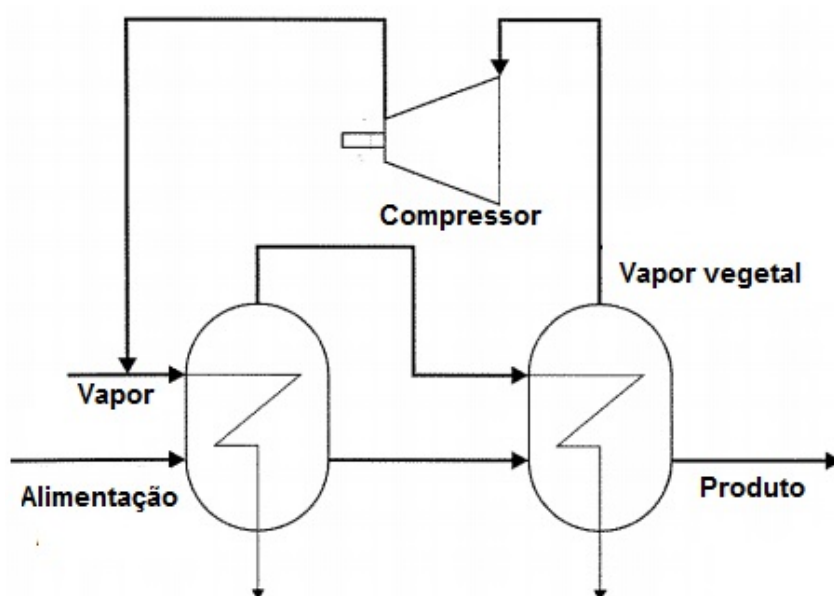 Compressor
Vapor vegetal
Vapor
Alimentação
Produto